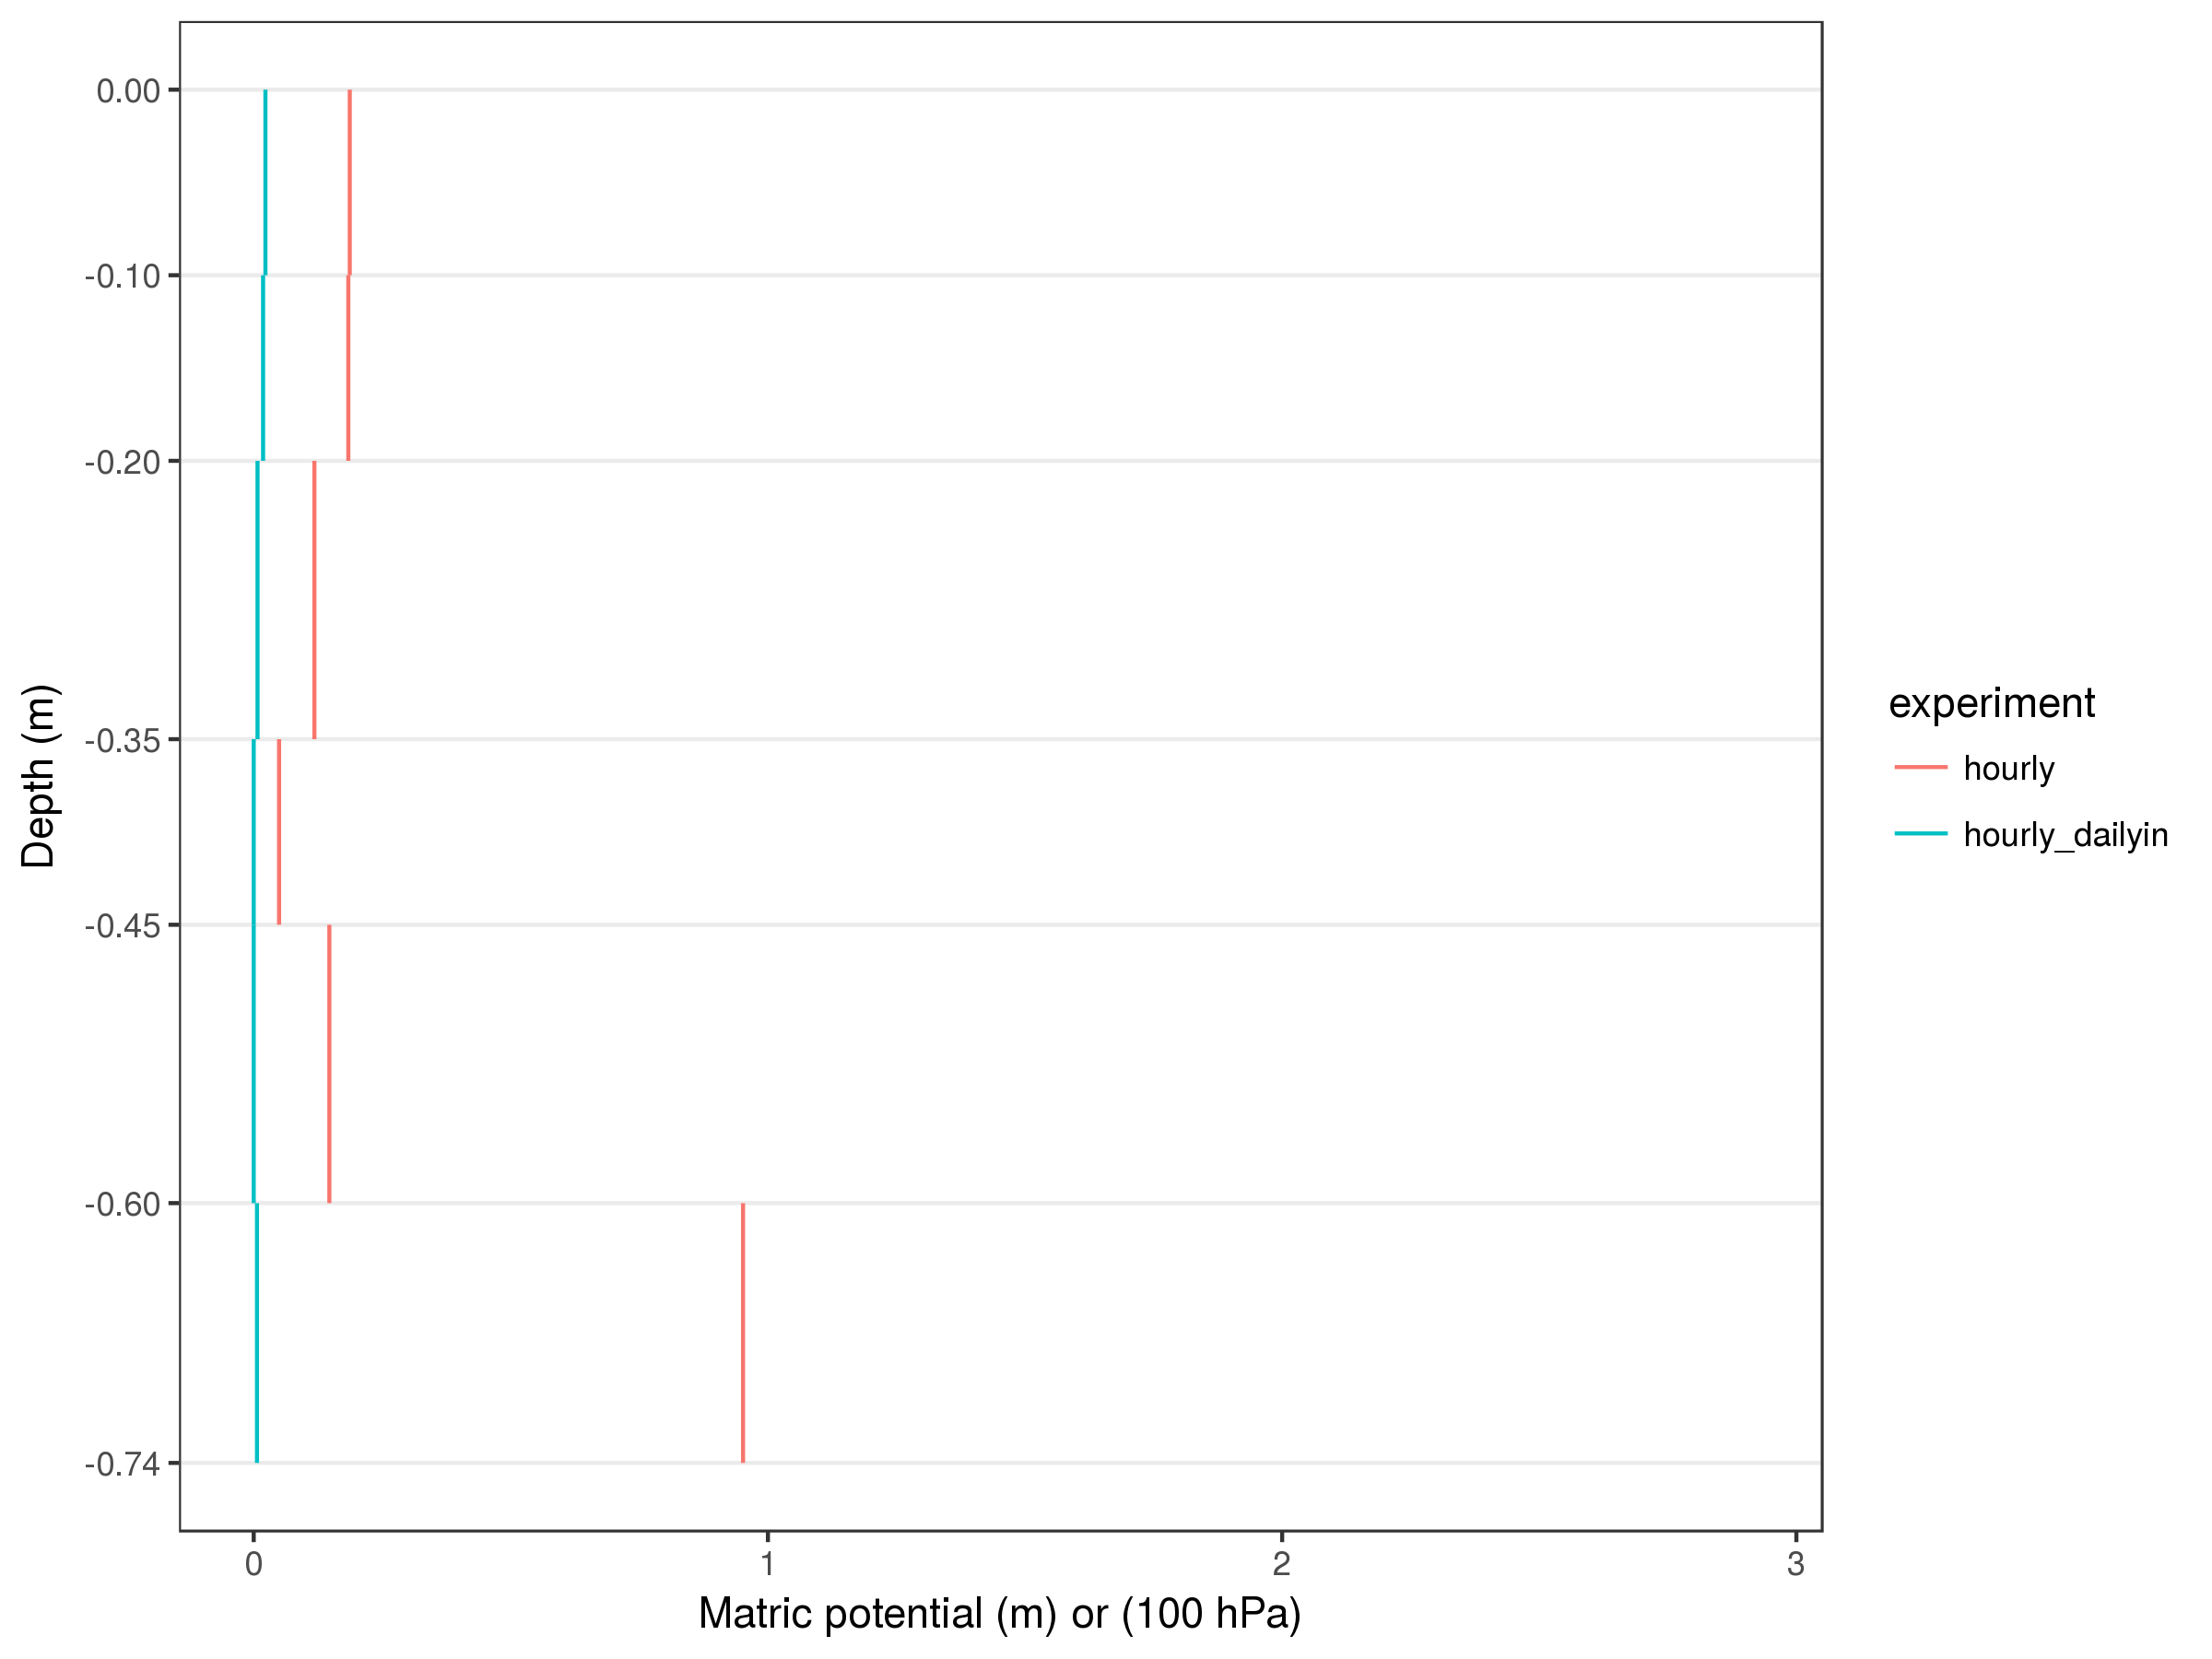 0.00
-0.10
-0.20
-0.35
-0.45
-0.60
-0.74
Depth (m)
0 1 2 3
Matric potential (m) or (100 hPa)
experiment
hourly
hourly_dailyin